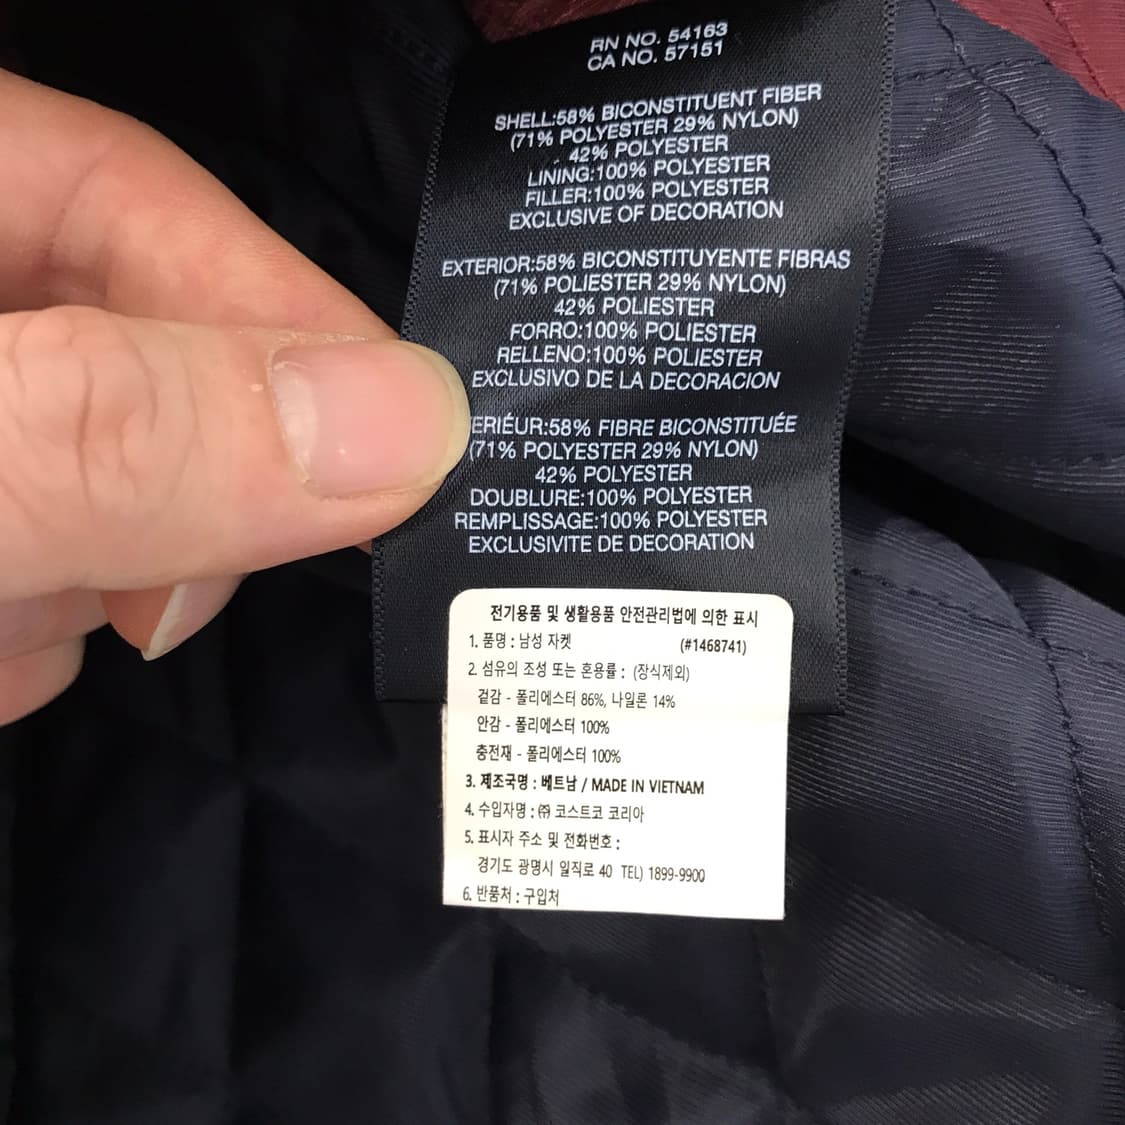 RN NO. 54163
CA NO. 57151
SHELL:58% BICONSTITUENT FIBER
(71% POLYESTER 29% NYLON)
42% POLYESTER
LINING:100% POLYESTER
FILLER:100% POLYESTER
EXCLUSIVE OF DECORATION
EXTERIOR:58% BICONSTITUYENTE FIBRAS
(71% POLIESTER 29% NYLON)
42% POLIESTER
FORRO:100% POLIESTER
RELLENO:100% POLIESTER
EXCLUSIVO DE LA DECORACION
ERIÉUR:58% FIBRE BICONSTITUÉE
(71% POLYESTER 29% NYLON)
42% POLYESTER
DOUBLURE:100% POLYESTER
REMPLISSAGE:100% POLYESTER
EXCLUSIVITE DE DECORATION
전기용품 및 생활용품 안전관리법에 의한 표시
1. 품명 : 남성 자켓 (#1468741)
2. 섬유의 조성 또는 혼용률 : (장식제외)
겉감 - 폴리에스터 86%, 나일론 14%
안감 - 폴리에스터 100%
충전재 - 폴리에스터 100%
3. 제조국명 : 베트남 / MADE IN VIETNAM
4. 수입자명 : ㈜ 코스트코 코리아
5. 표시자 주소 및 전화번호 :
경기도 광명시 일직로 40 TEL) 1899-9900
6. 반품처 : 구입처